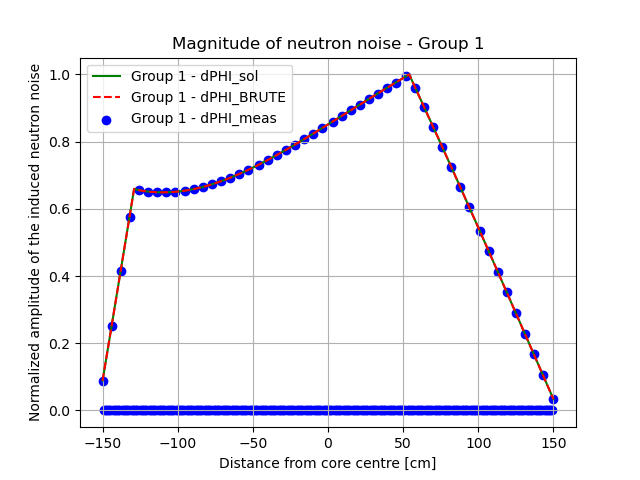 Magnitude of neutron noise - Group 1
Normalized amplitude of the induced neutron noise
1.0
0.8
0.6
0.4
0.2
0.0
Group 1 - dPHI_sol
Group 1 - dPHI_BRUTE
Group 1 - dPHI_meas
−150
−100
−50
0
50
100
150
Distance from core centre [cm]